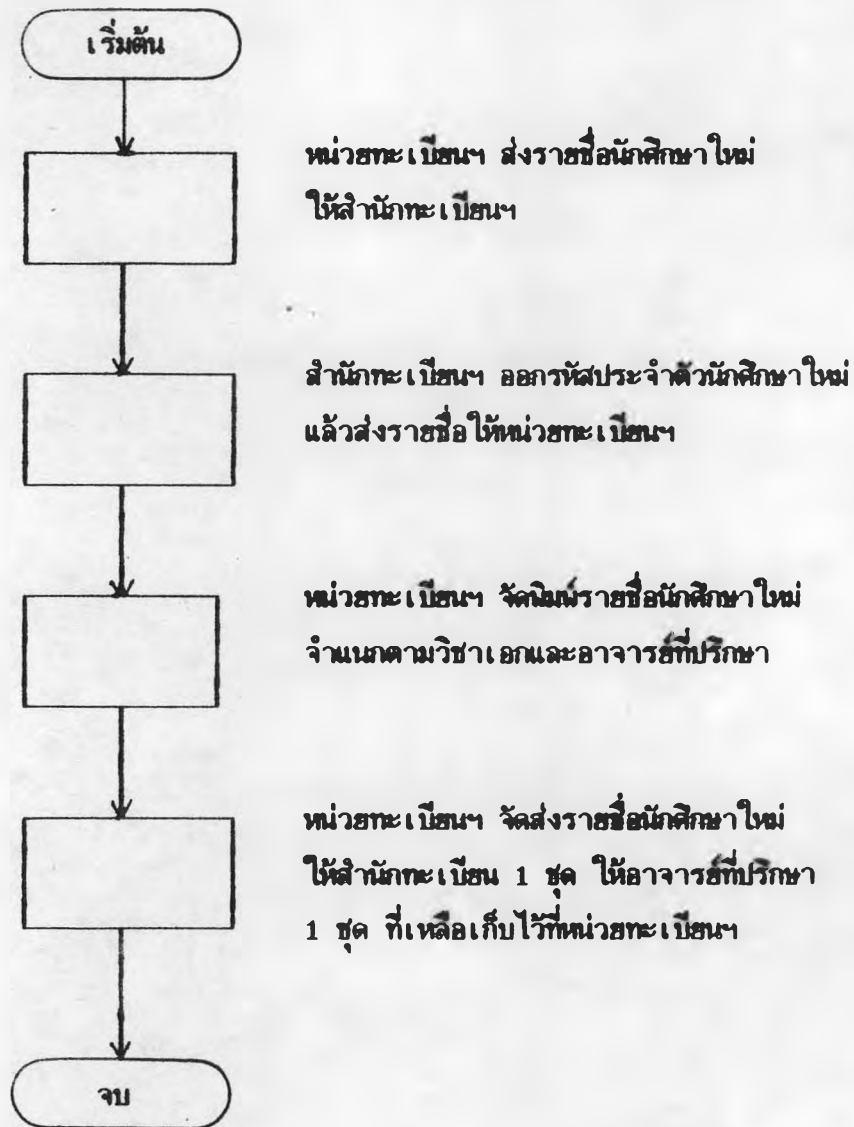 เริ่มต้น
หน่วยทะเบียนฯ ส่งรายชื่อนักศึกษาใหม่
ให้สำนักทะเบียนฯ
สำนักทะเบียนฯ ออกรหัสประจำตัวนักศึกษาใหม่
แล้วส่งรายชื่อให้หน่วยทะเบียนฯ
หน่วยทะเบียนฯ จัดพิมพ์รายชื่อนักศึกษาใหม่
จำแนกตามวิชาเอกและอาจารย์ที่ปรึกษา
หน่วยทะเบียนฯ จัดส่งรายชื่อนักศึกษาใหม่
ให้สำนักทะเบียน 1 ชุด ให้อาจารย์ที่ปรึกษา
1 ชุด ที่เหลือเก็บไว้ที่หน่วยทะเบียนฯ
จบ